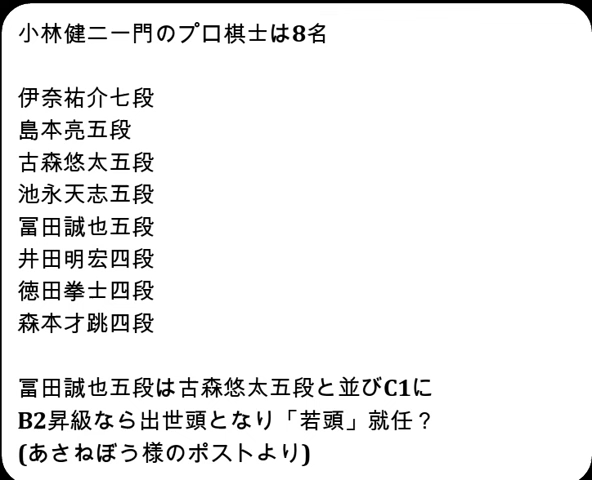 小林健二一門のプロ棋士は8名
伊奈祐介七段
島本亮五段
古森悠太五段
池永天志五段
冨田誠也五段
井田明宏四段
徳田拳士四段
森本才跳四段
冨田誠也五段は古森悠太五段と並びC1に
B2昇級なら出世頭となり「若頭」就任？
(あさねぼう様のポストより)